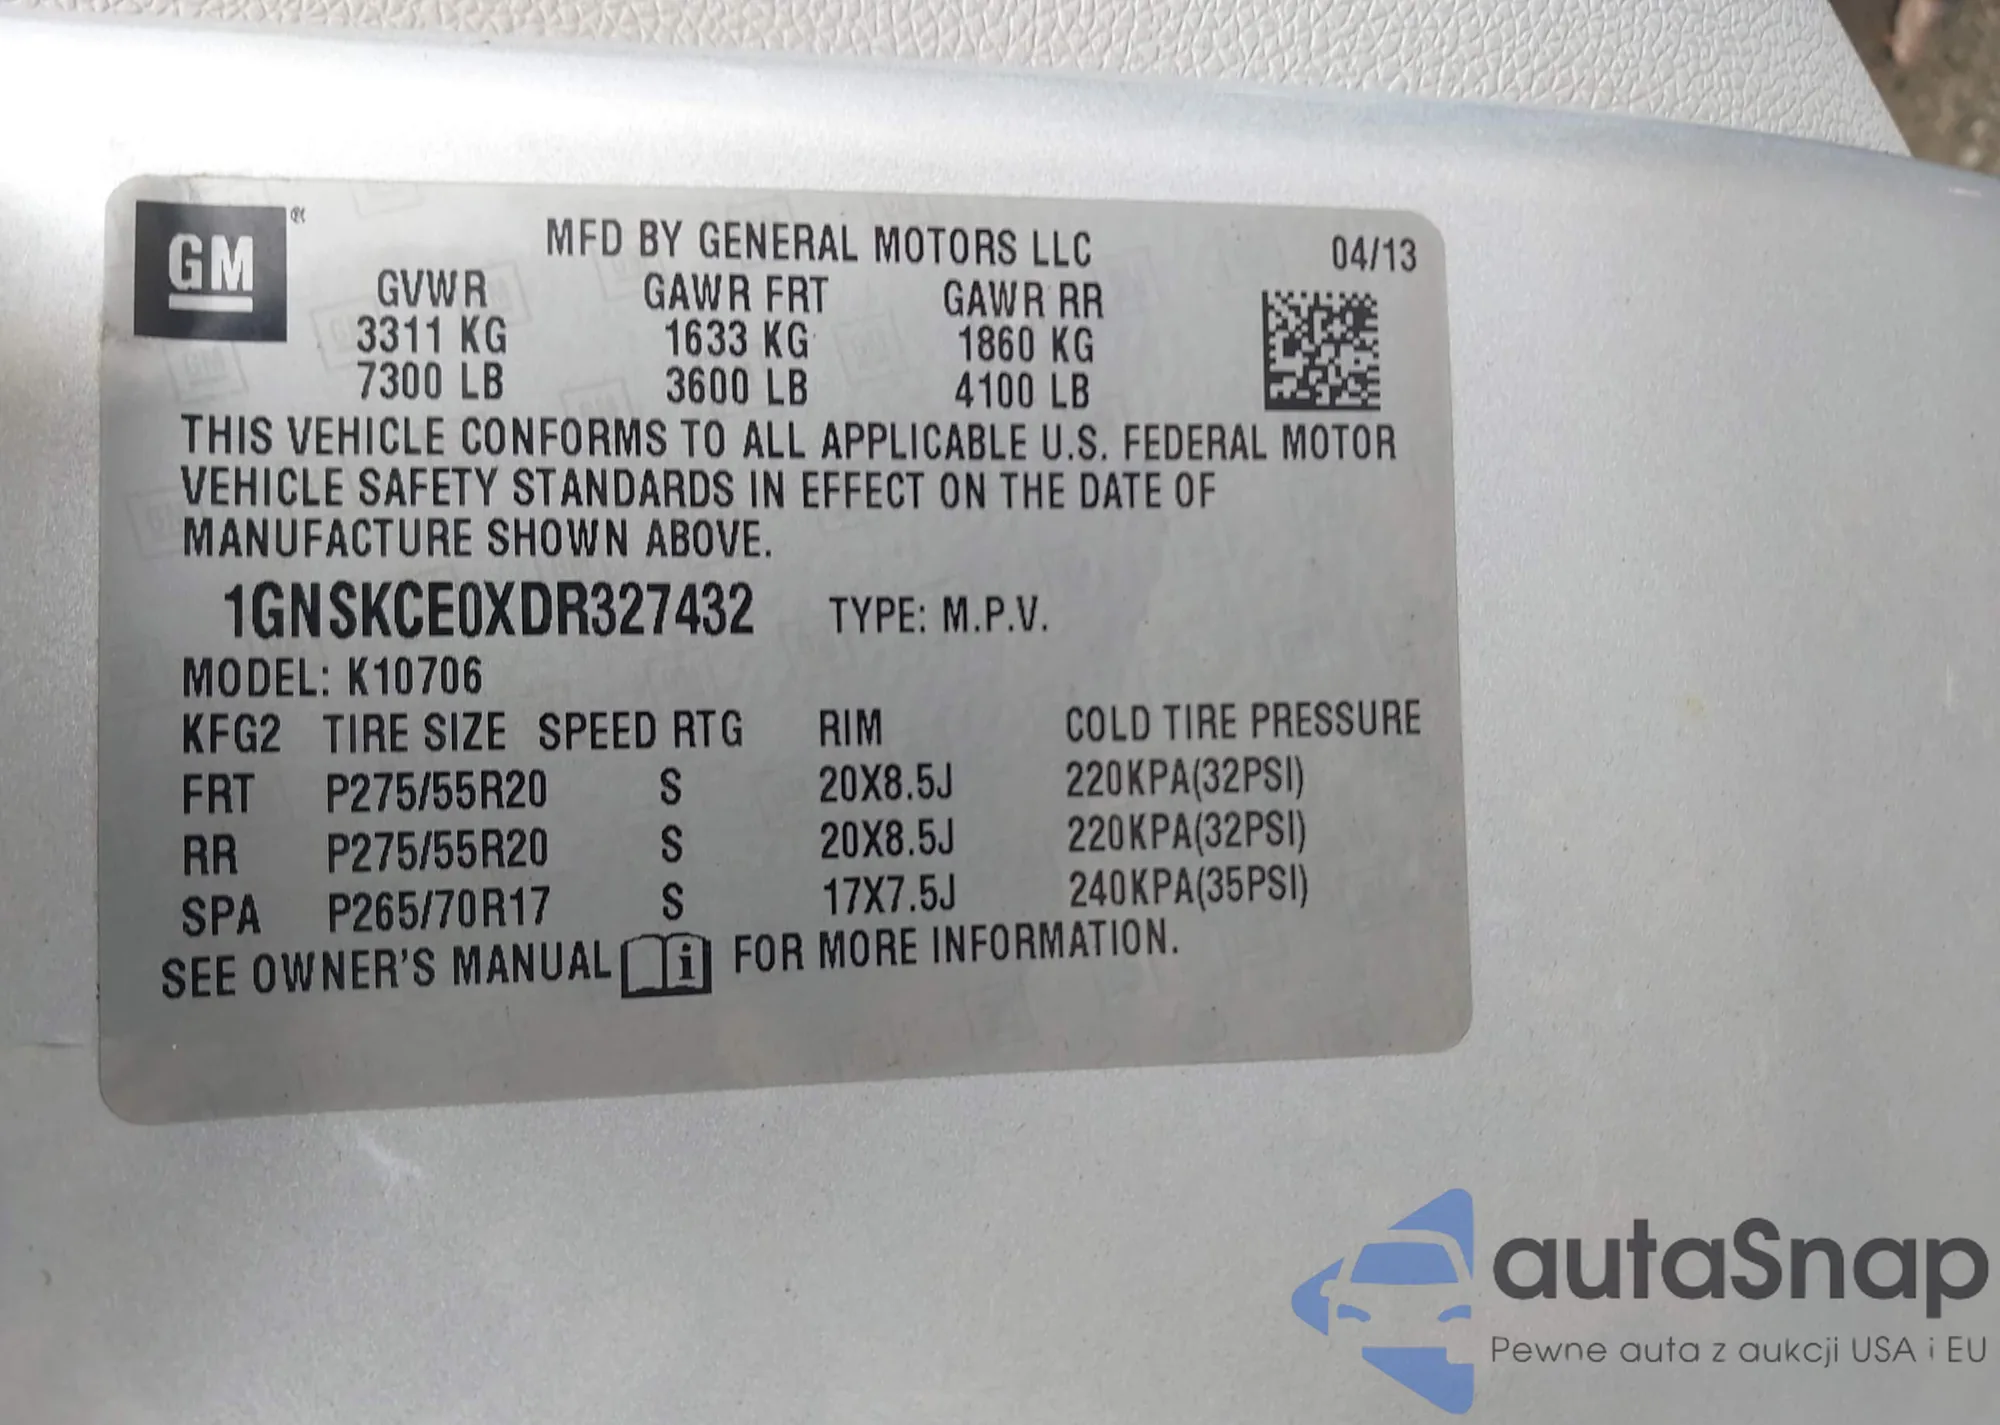 GM ®
MFD BY GENERAL MOTORS LLC 04/13
GVWR GAWR FRT GAWR RR
3311 KG 1633 KG 1860 KG
7300 LB 3600 LB 4100 LB
THIS VEHICLE CONFORMS TO ALL APPLICABLE U.S. FEDERAL MOTOR
VEHICLE SAFETY STANDARDS IN EFFECT ON THE DATE OF
MANUFACTURE SHOWN ABOVE.
1GNSKCE0XDR327432 TYPE: M.P.V.
MODEL: K10706
KFG2 TIRE SIZE SPEED RTG RIM COLD TIRE PRESSURE
FRT P275/55R20 S 20X8.5J 220KPA(32PSI)
RR P275/55R20 S 20X8.5J 220KPA(32PSI)
SPA P265/70R17 S 17X7.5J 240KPA(35PSI)
SEE OWNER'S MANUAL i FOR MORE INFORMATION.
autaSnap
Pewne auta z aukcji USA i EU